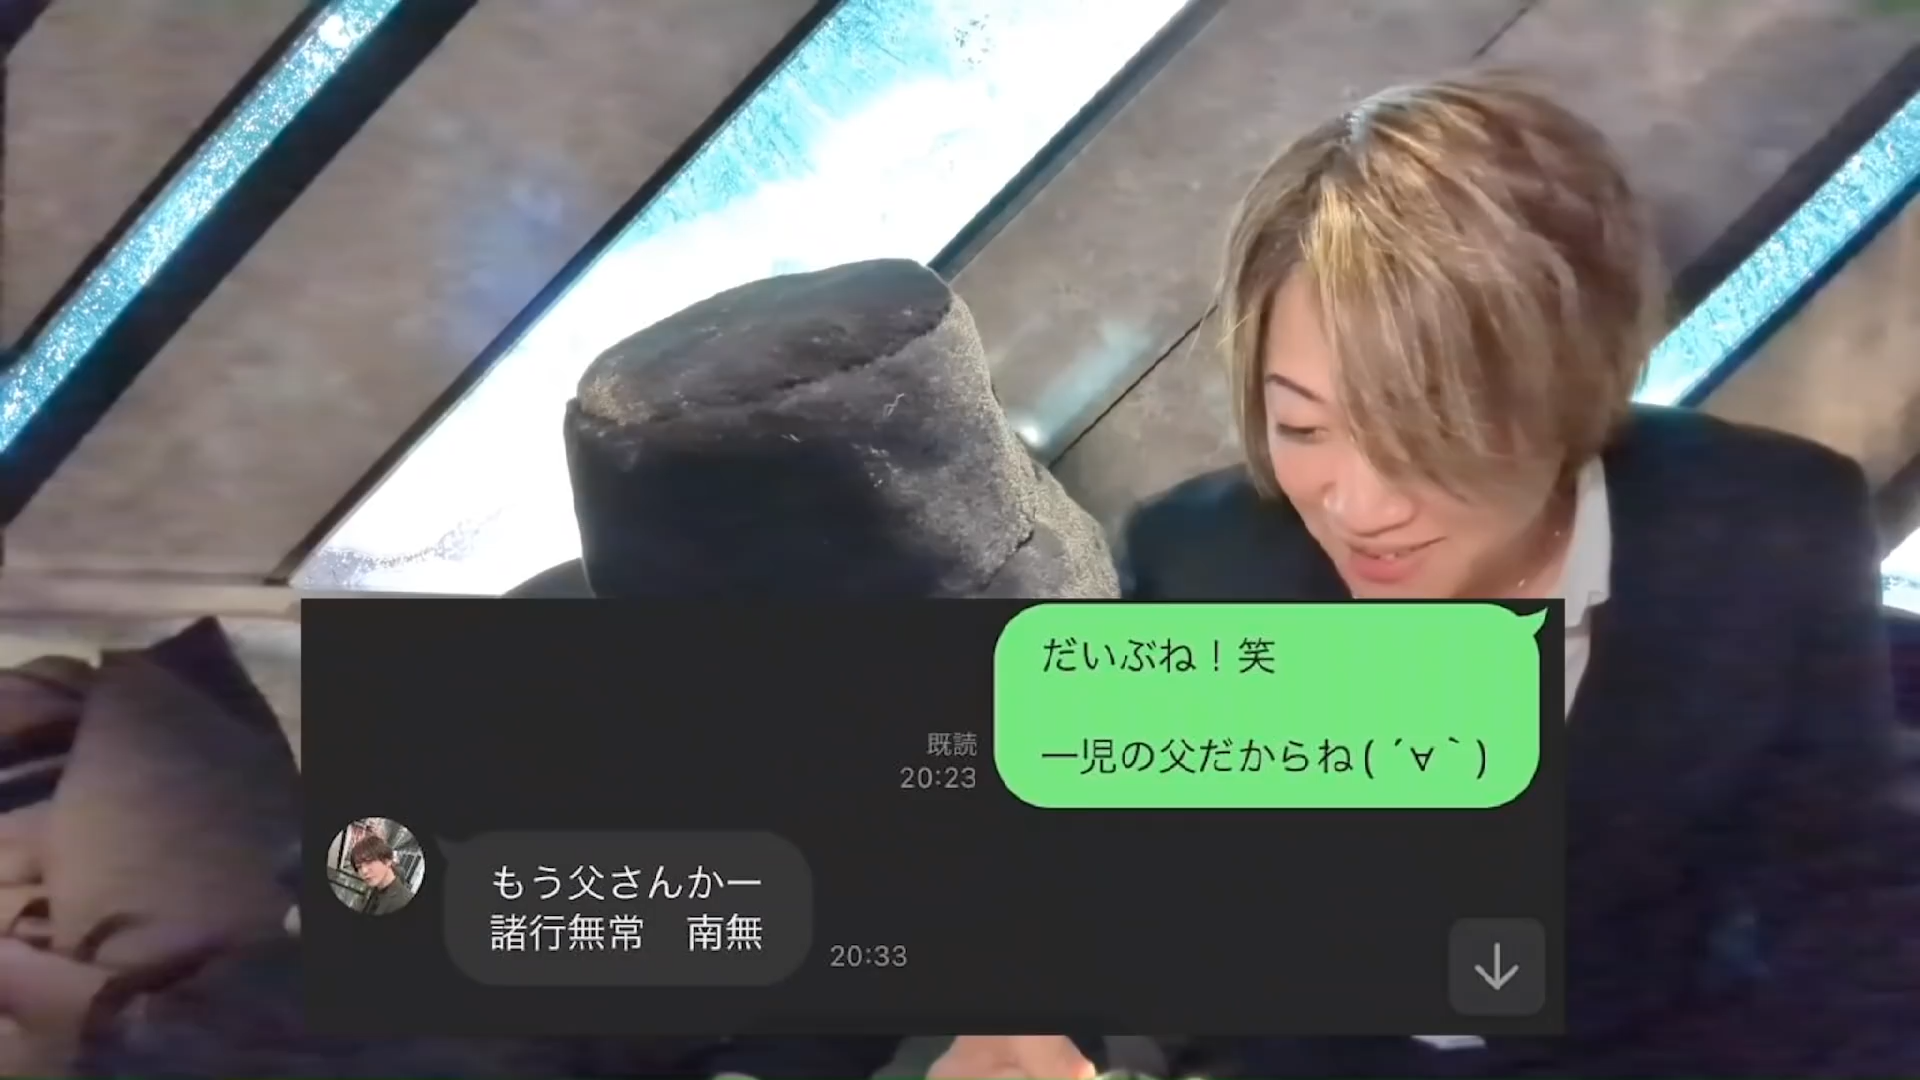 だいぶね！笑
一児の父だからね( ´∀｀)
既読
20:23
もう父さんかー
諸行無常　南無
20:33